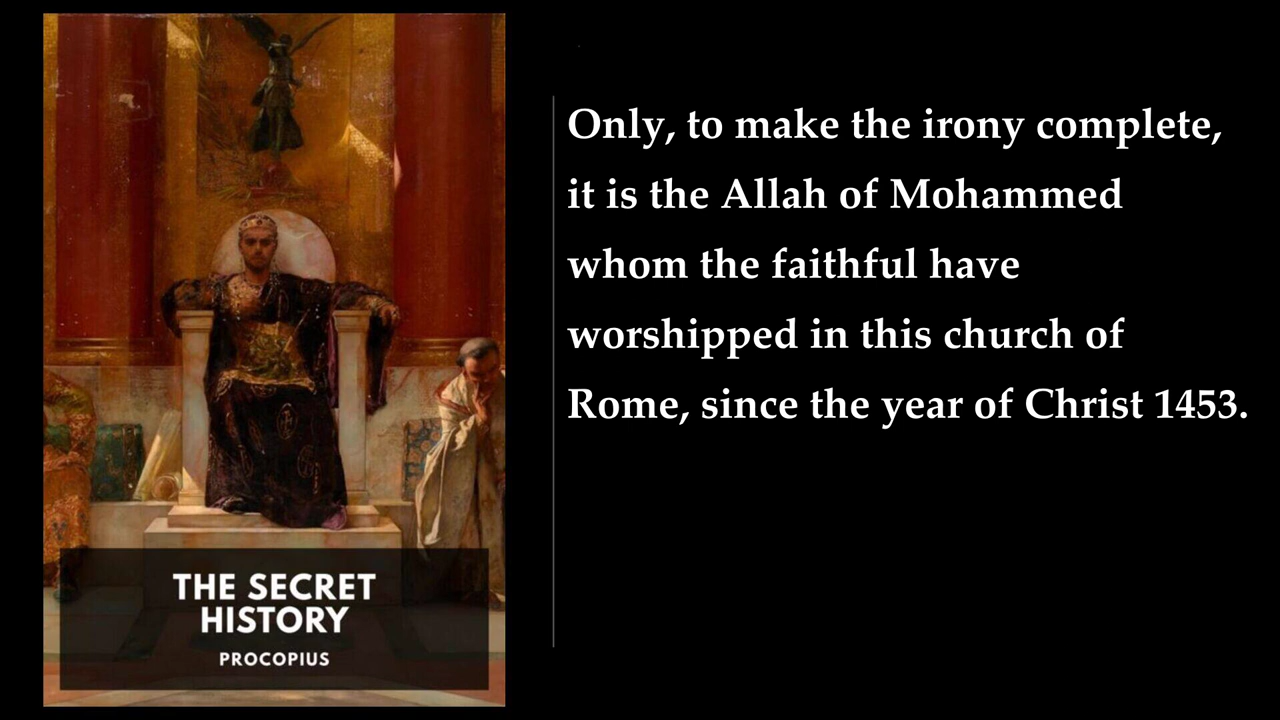 Only, to make the irony complete,
it is the Allah of Mohammed
whom the faithful have
worshipped in this church of
Rome, since the year of Christ 1453.
THE SECRET
HISTORY
PROCOPIUS